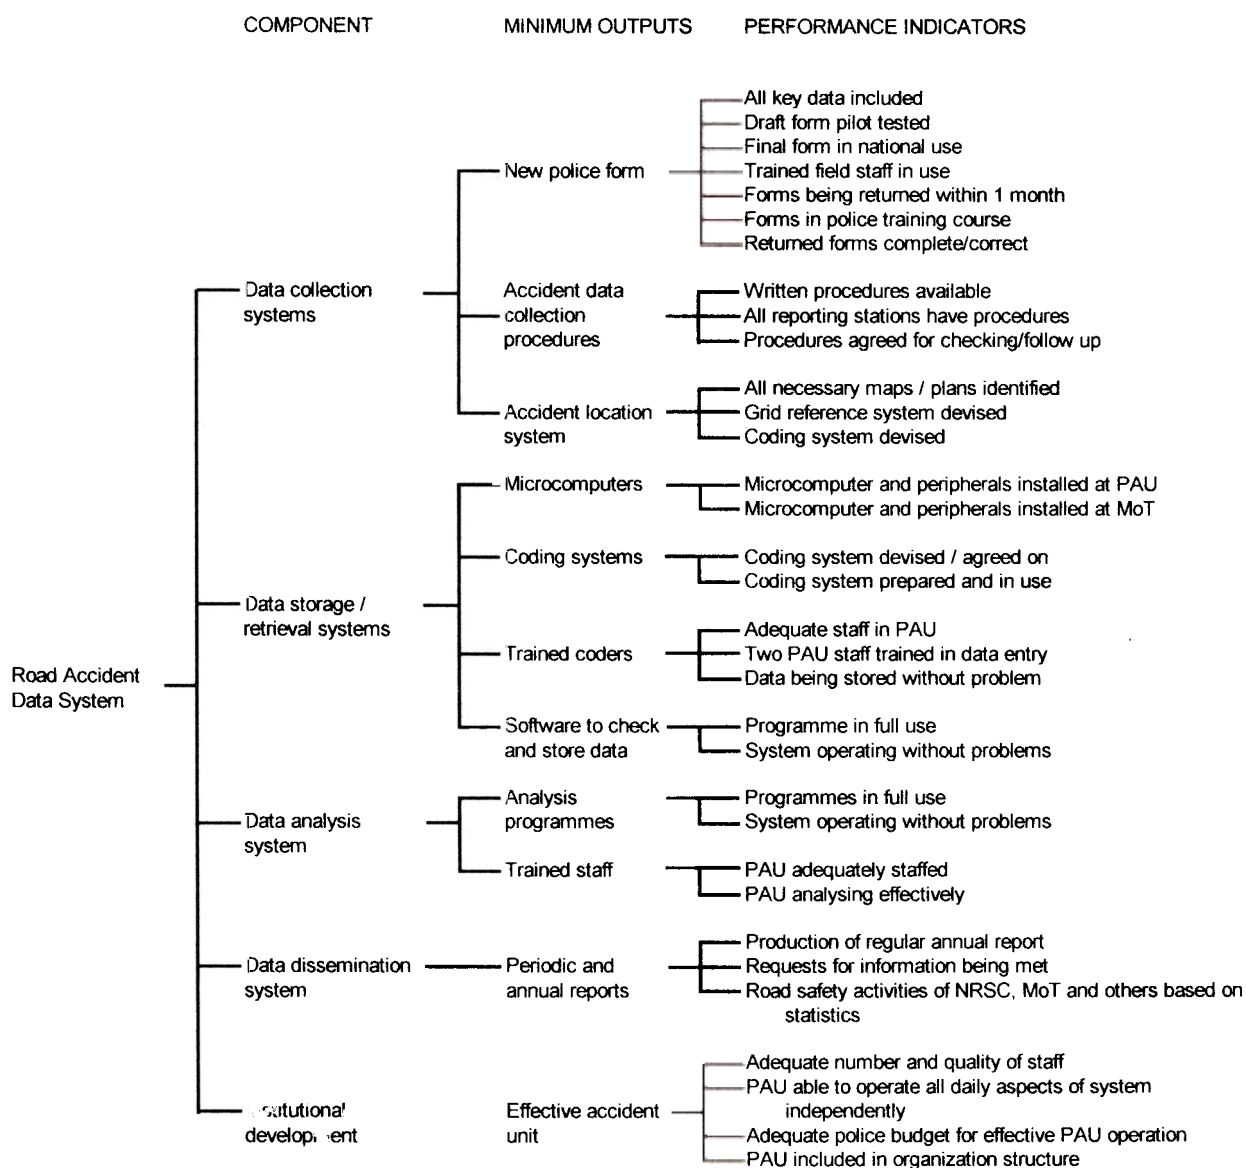 COMPONENT MINIMUM OUTPUTS PERFORMANCE INDICATORS
Road Accident
Data System
Data collection
systems
New police form
All key data included
Draft form pilot tested
Final form in national use
Trained field staff in use
Forms being returned within 1 month
Forms in police training course
Returned forms complete/correct
Accident data
collection
procedures
Written procedures available
All reporting stations have procedures
Procedures agreed for checking/follow up
Accident location
system
All necessary maps / plans identified
Grid reference system devised
Coding system devised
Data storage /
retrieval systems
Microcomputers
Microcomputer and peripherals installed at PAU
Microcomputer and peripherals installed at MoT
Coding systems
Coding system devised / agreed on
Coding system prepared and in use
Trained coders
Adequate staff in PAU
Two PAU staff trained in data entry
Data being stored without problem
Software to check
and store data
Programme in full use
System operating without problems
Data analysis
system
Analysis
programmes
Programmes in full use
System operating without problems
Trained staff
PAU adequately staffed
PAU analysing effectively
Data dissemination
system
Periodic and
annual reports
Production of regular annual report
Requests for information being met
Road safety activities of NRSC, MoT and others based on
statistics
Effective accident
unit
Adequate number and quality of staff
PAU able to operate all daily aspects of system
independently
Adequate police budget for effective PAU operation
PAU included in organization structure